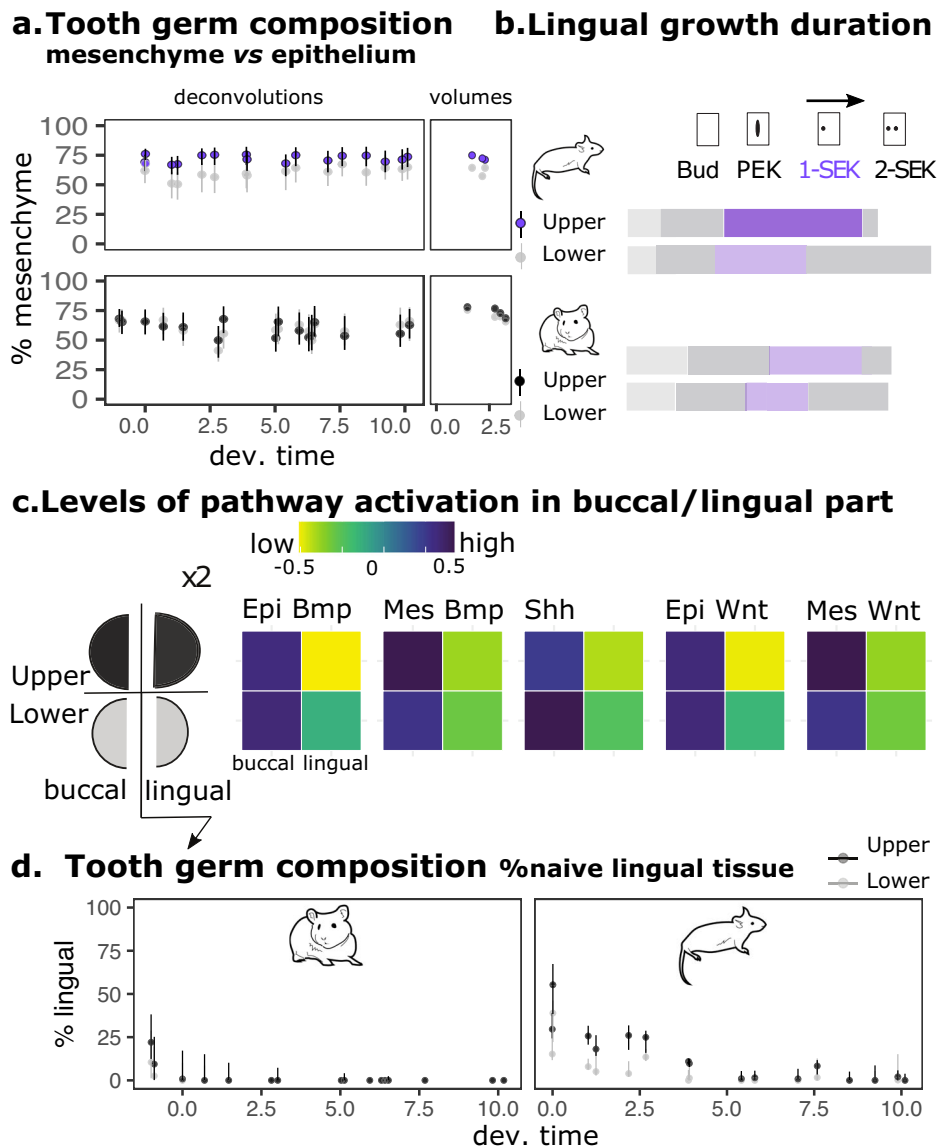 a.Tooth germ composition
mesenchyme vs epithelium
b.Lingual growth duration
deconvolutions
volumes
100
75
50
25
0
100
75
50
25
0
% mesenchyme
0.0
2.5
5.0
7.5
10.0
0.0
2.5
dev. time
Upper
Lower
Upper
Lower
Bud
PEK
1-SEK
2-SEK
c.Levels of pathway activation in buccal/lingual part
low
high
-0.5
0
0.5
x2
Upper
Lower
buccal
lingual
Epi Bmp
Mes Bmp
Shh
Epi Wnt
Mes Wnt
buccal
lingual
d. Tooth germ composition %naive lingual tissue
Upper
Lower
100
75
50
25
0
% lingual
0.0
2.5
5.0
7.5
10.0
0.0
2.5
5.0
7.5
10.0
dev. time